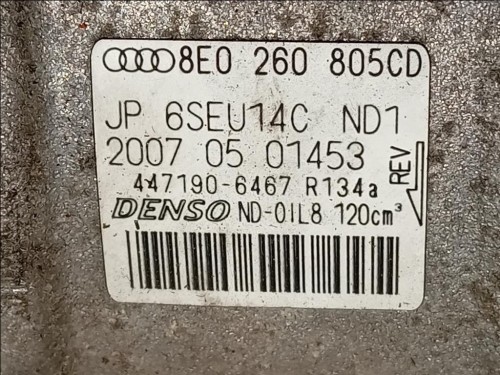 8E0 260 805CD
JP 6SEU14C ND1
2007 05 01453
447190-6467 R134a
DENSO ND-OIL8 120cm³
REV